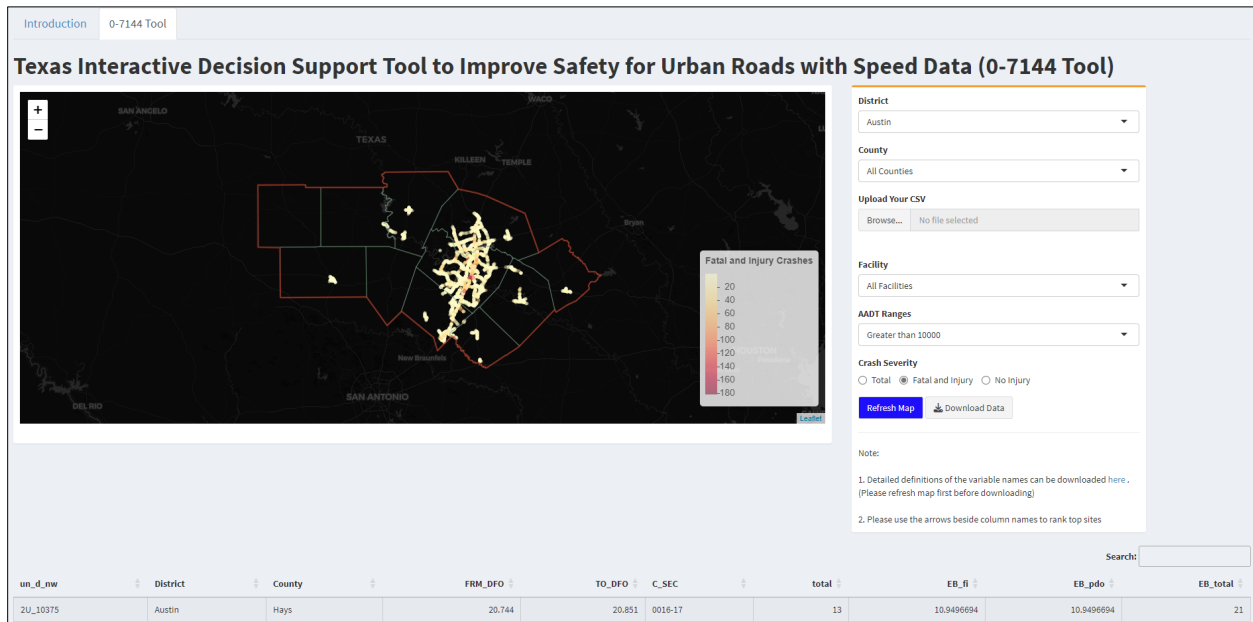 Introduction
0-7144 Tool
Texas Interactive Decision Support Tool to Improve Safety for Urban Roads with Speed Data (0-7144 Tool)
+
−
SAN ANGELO
WACO
TEXAS
KILLEEN
TEMPLE
Bryan
New Braunfels
HOUSTON
SAN ANTONIO
DEL RIO
Fatal and Injury Crashes
20
40
60
80
100
120
140
160
180
Leaflet
District
Austin
County
All Counties
Upload Your CSV
Browse... No file selected
Facility
All Facilities
AADT Ranges
Greater than 10000
Crash Severity
Total Fatal and Injury No Injury
Refresh Map Download Data
Note:
1. Detailed definitions of the variable names can be downloaded here .
(Please refresh map first before downloading)
2. Please use the arrows beside column names to rank top sites
Search:
un_d_nw District County FRM_DFO TO_DFO C_SEC total EB_fi EB_pdo EB_total
2U_10375 Austin Hays 20.744 20.851 0016-17 13 10.9496694 10.9496694 21